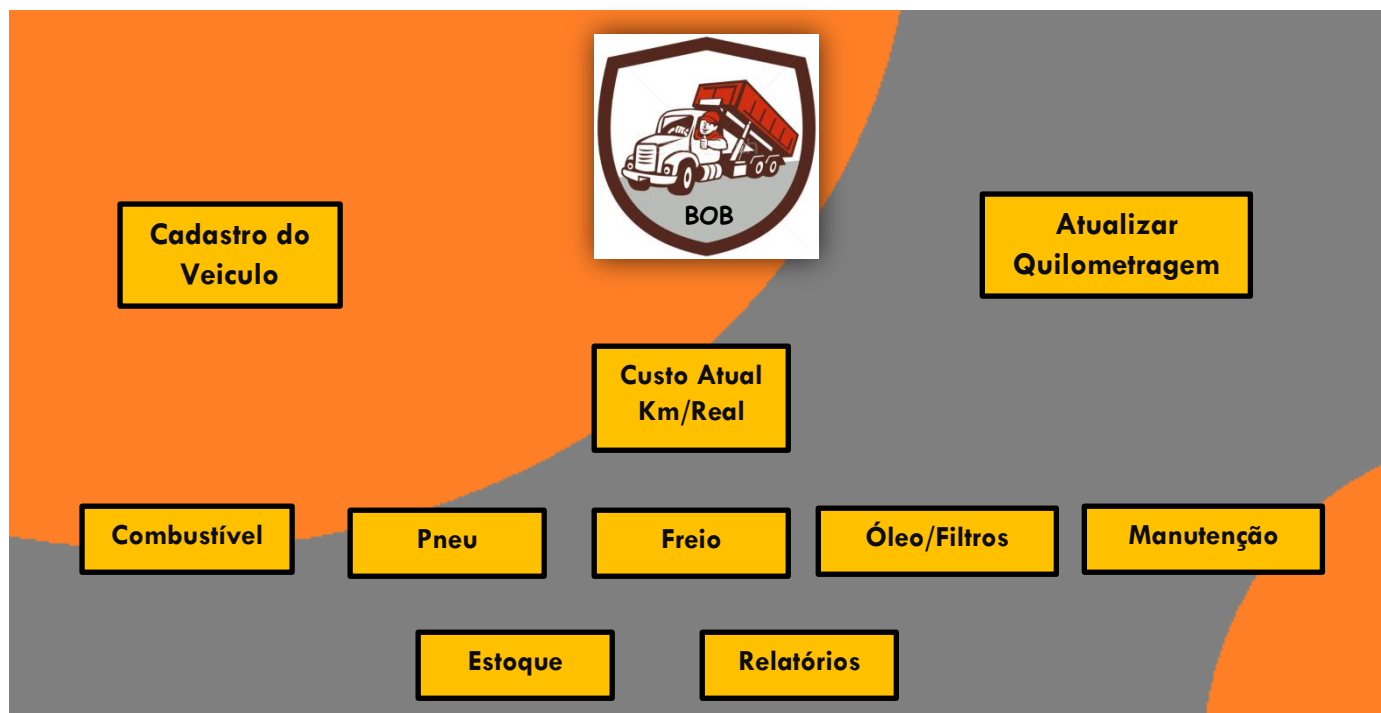 BOB
Cadastro do
Veiculo
Atualizar
Quilometragem
Custo Atual
Km/Real
Combustível
Pneu
Freio
Óleo/Filtros
Manutenção
Estoque
Relatórios